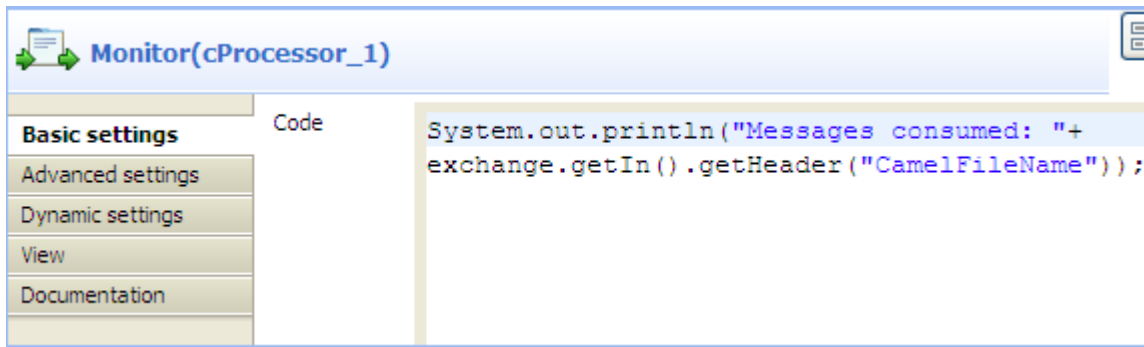 Monitor(cProcessor_1)
Basic settings
Advanced settings
Dynamic settings
View
Documentation
Code
System.out.println("Messages consumed: "+
exchange.getIn().getHeader("CamelFileName"));